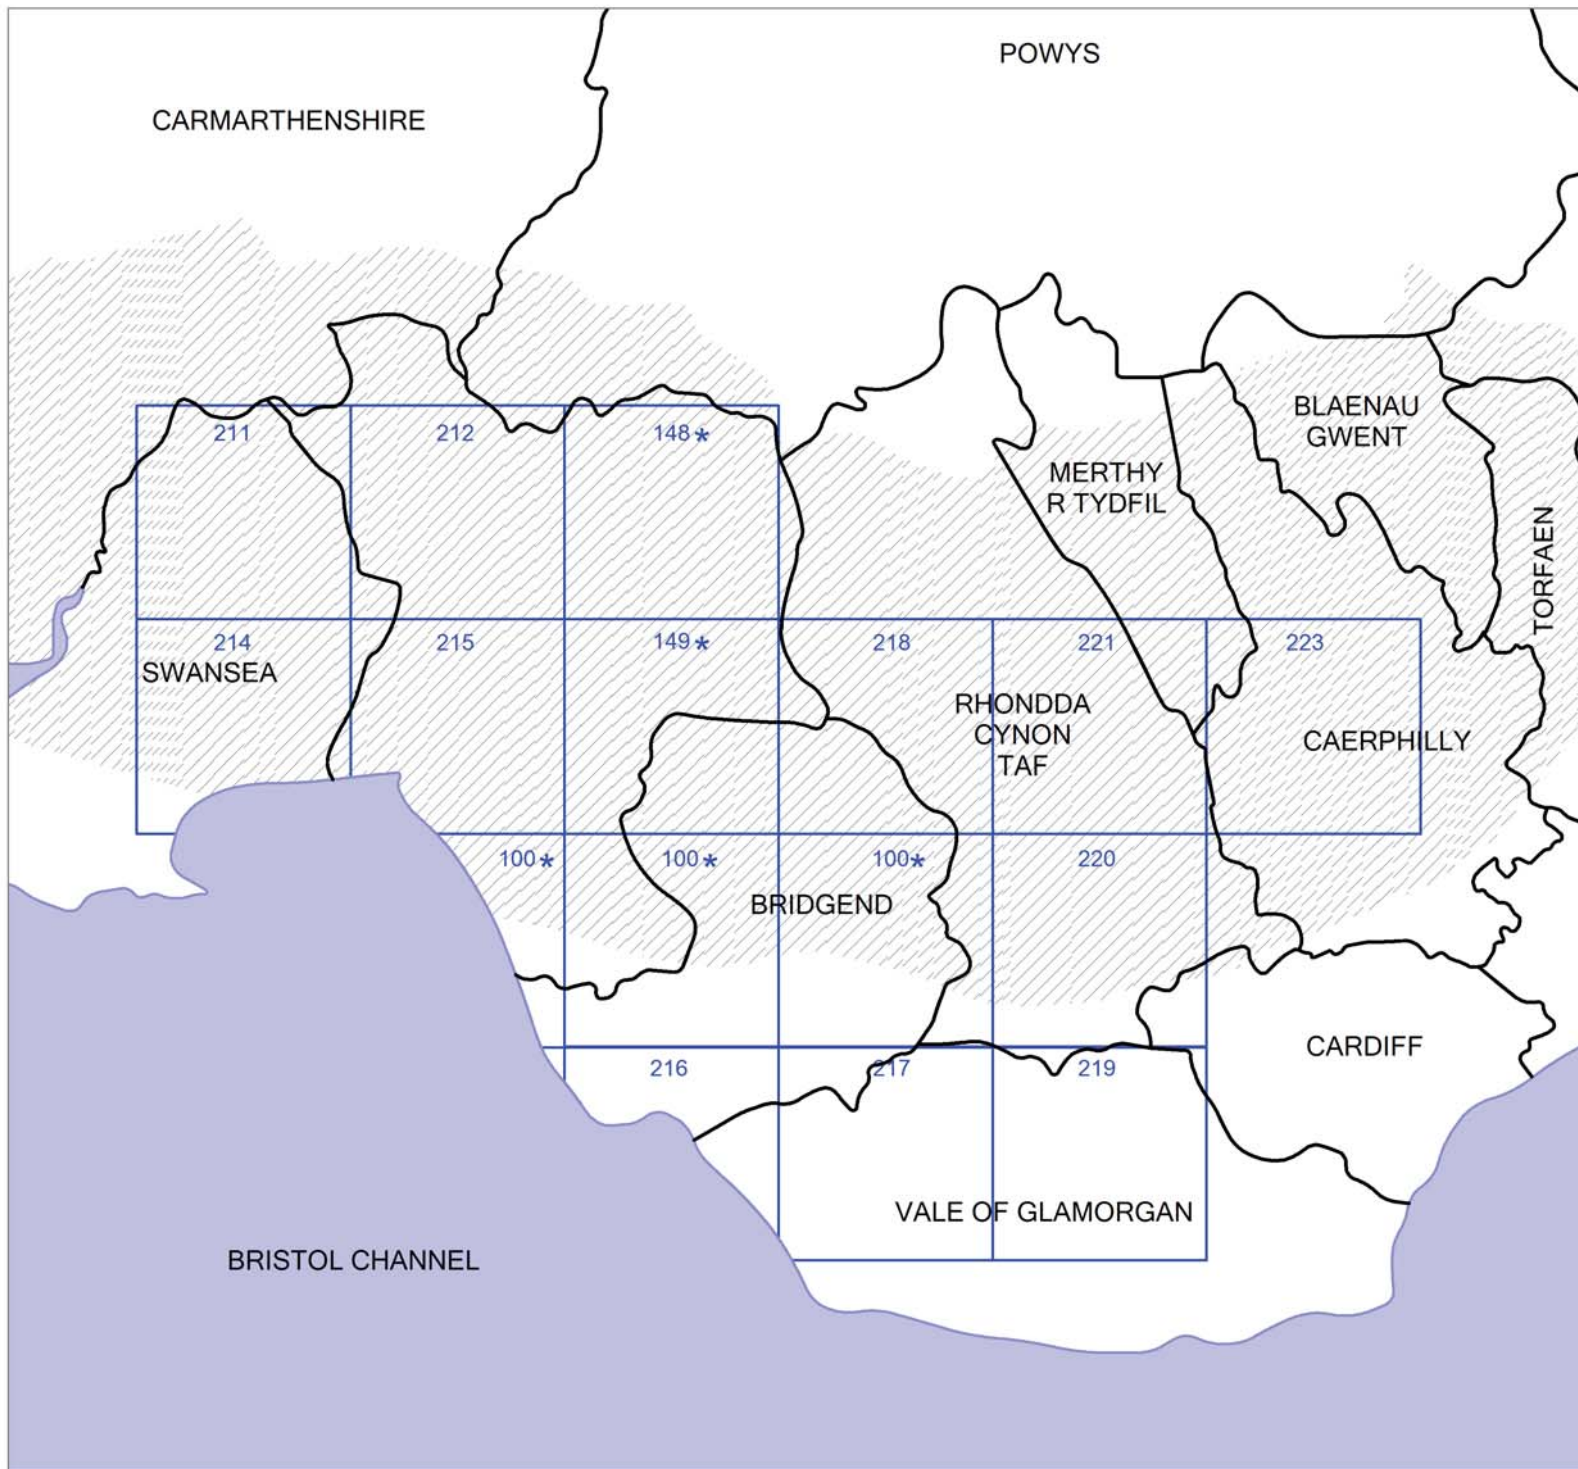 POWYS
CARMARTHENSHIRE
BLAENAU
GWENT
211
212
148*
MERTHY
R TYDFIL
TORFAEN
214
215
149*
218
221
223
SWANSEA
RHONDDA
CYNON
TAF
CAERPHILLY
100*
100*
100*
220
BRIDGEND
CARDIFF
216
217
219
VALE OF GLAMORGAN
BRISTOL CHANNEL